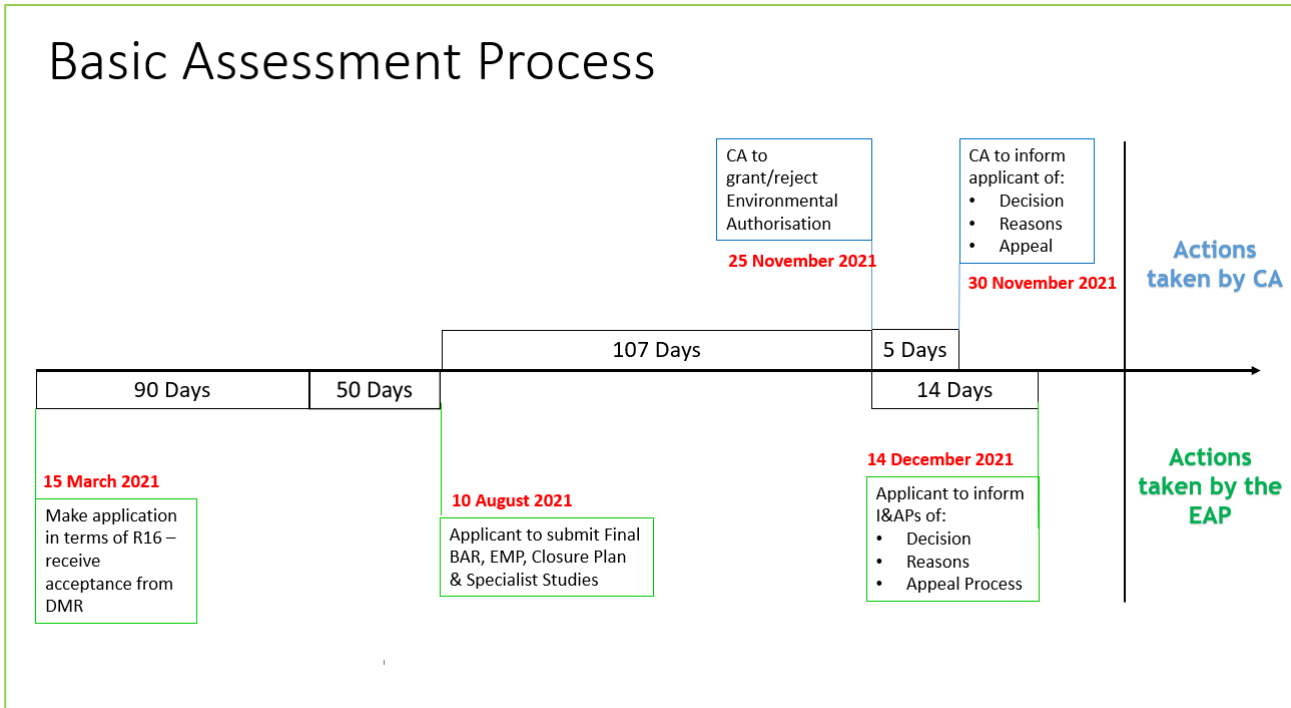 Basic Assessment Process
CA to
grant/reject
Environmental
Authorisation
25 November 2021
CA to inform
applicant of:
• Decision
• Reasons
• Appeal
30 November 2021
Actions
taken by CA
107 Days
5 Days
90 Days
50 Days
14 Days
15 March 2021
Make application
in terms of R16 –
receive
acceptance from
DMR
10 August 2021
Applicant to submit Final
BAR, EMP, Closure Plan
& Specialist Studies
14 December 2021
Applicant to inform
I&APs of:
• Decision
• Reasons
• Appeal Process
Actions
taken by the
EAP